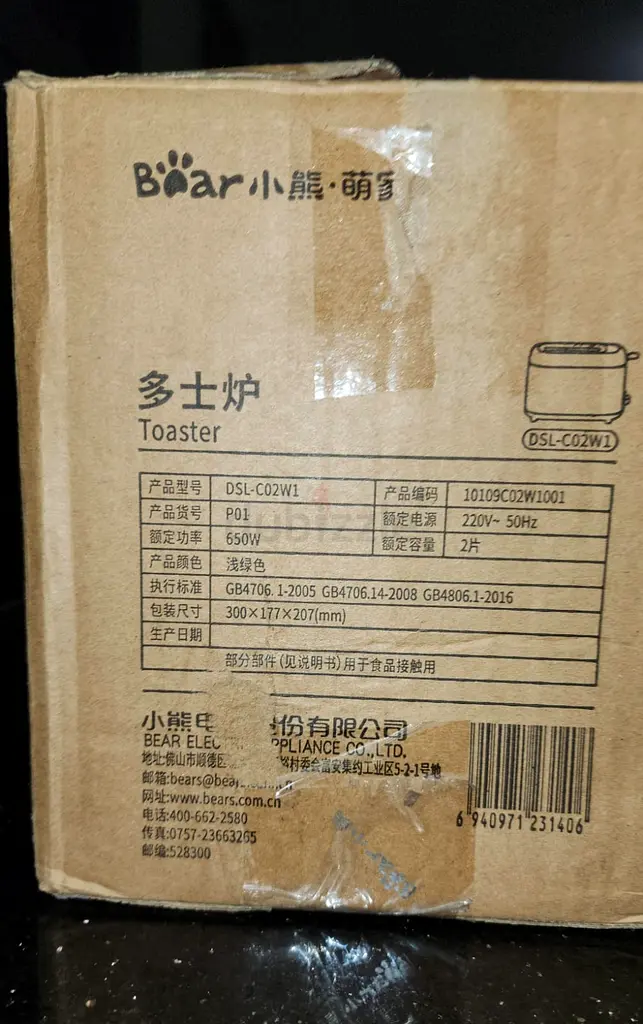 Bear小熊·萌
多士炉
Toaster
DSL-C02W1
产品型号 DSL-C02W1 产品编码 10109C02W1001
产品货号 P01 额定电源 220V~ 50Hz
额定功率 650W 额定容量 2片
产品颜色 浅绿色
执行标准 GB4706.1-2005 GB4706.14-2008 GB4806.1-2016
包装尺寸 300×177×207(mm)
生产日期
部分部件(见说明书)用于食品接触用
小熊电 份有限公司
BEAR ELEC PPLIANCE CO.,LTD.
地址:佛山市顺德区 村委会富安集约工业区5-2-1号地
邮箱:bears@bea
网址:www.bears.com.cn
电话:400-662-2580
传真:0757-23663265
邮编:528300
6 940971 231406